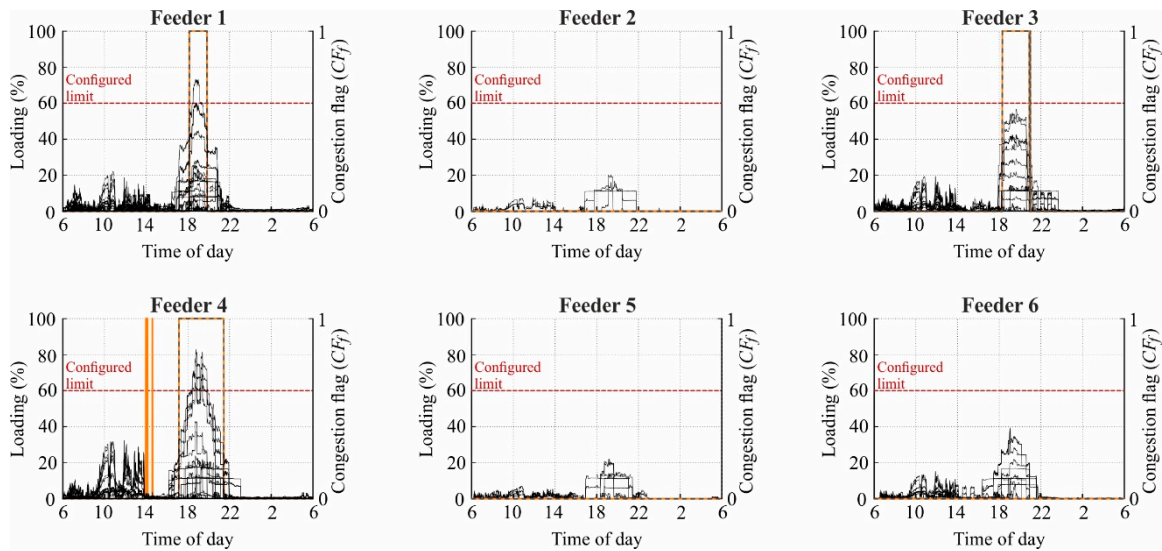 Feeder 1
100
80
60
40
20
0
Loading (%)
Configured
limit
1
0
Congestion flag (CFf)
6 10 14 18 22 2 6
Time of day
Feeder 2
100
80
60
40
20
0
Loading (%)
Configured
limit
1
0
Congestion flag (CFf)
6 10 14 18 22 2 6
Time of day
Feeder 3
100
80
60
40
20
0
Loading (%)
Configured
limit
1
0
Congestion flag (CFf)
6 10 14 18 22 2 6
Time of day
Feeder 4
100
80
60
40
20
0
Loading (%)
Configured
limit
1
0
Congestion flag (CFf)
6 10 14 18 22 2 6
Time of day
Feeder 5
100
80
60
40
20
0
Loading (%)
Configured
limit
1
0
Congestion flag (CFf)
6 10 14 18 22 2 6
Time of day
Feeder 6
100
80
60
40
20
0
Loading (%)
Configured
limit
1
0
Congestion flag (CFf)
6 10 14 18 22 2 6
Time of day